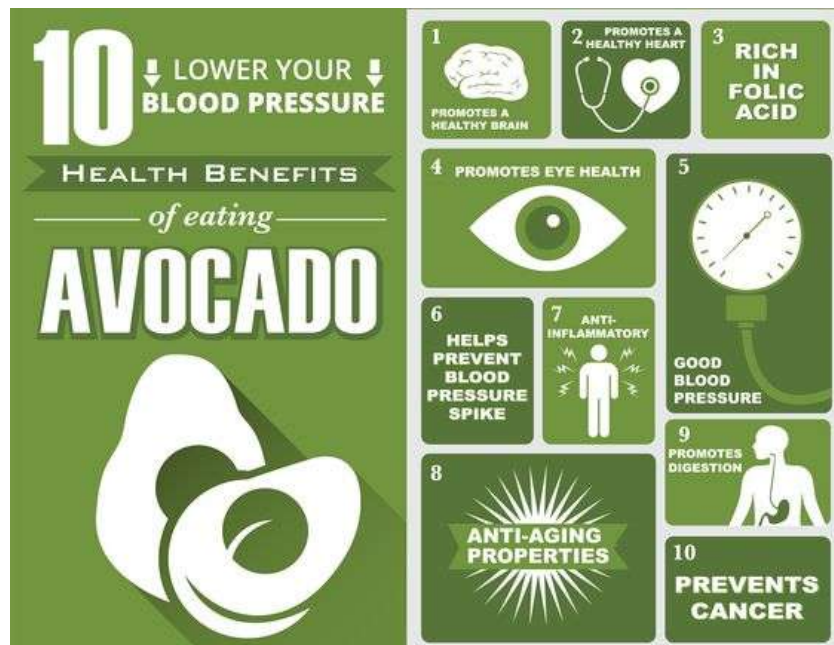 10
LOWER YOUR
BLOOD PRESSURE
HEALTH BENEFITS
of eating
AVOCADO
1
PROMOTES A
HEALTHY BRAIN
2
PROMOTES A
HEALTHY HEART
3
RICH
IN
FOLIC
ACID
4
PROMOTES EYE HEALTH
5
GOOD
BLOOD
PRESSURE
6
HELPS
PREVENT
BLOOD
PRESSURE
SPIKE
7
ANTI-
INFLAMMATORY
8
ANTI-AGING
PROPERTIES
9
PROMOTES
DIGESTION
10
PREVENTS
CANCER